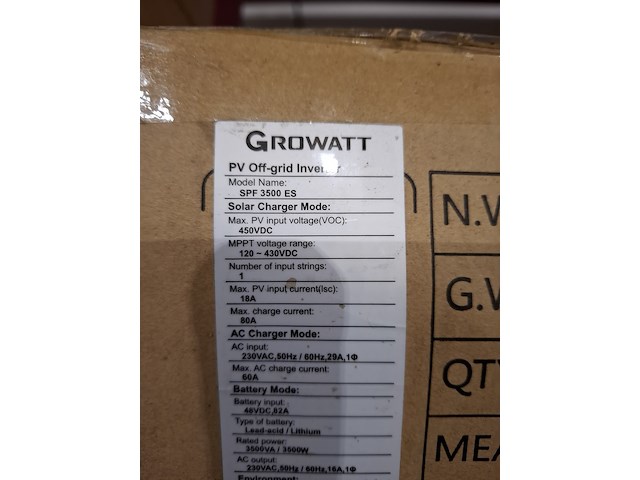 GROWATT
PV Off-grid Inverter
Model Name:
SPF 3500 ES
Solar Charger Mode:
Max. PV input voltage(VOC):
450VDC
MPPT voltage range:
120 ~ 430VDC
Number of input strings:
1
Max. PV input current(Isc):
18A
Max. charge current:
80A
AC Charger Mode:
AC input:
230VAC,50Hz / 60Hz,29A,1Φ
Max. AC charge current:
60A
Battery Mode:
Battery input:
48VDC,82A
Type of battery:
Lead-acid / Lithium
Rated power:
3500VA / 3500W
AC output:
230VAC,50Hz / 60Hz,16A,1Φ
Environment:
N.W
G.W
QTY
MEA